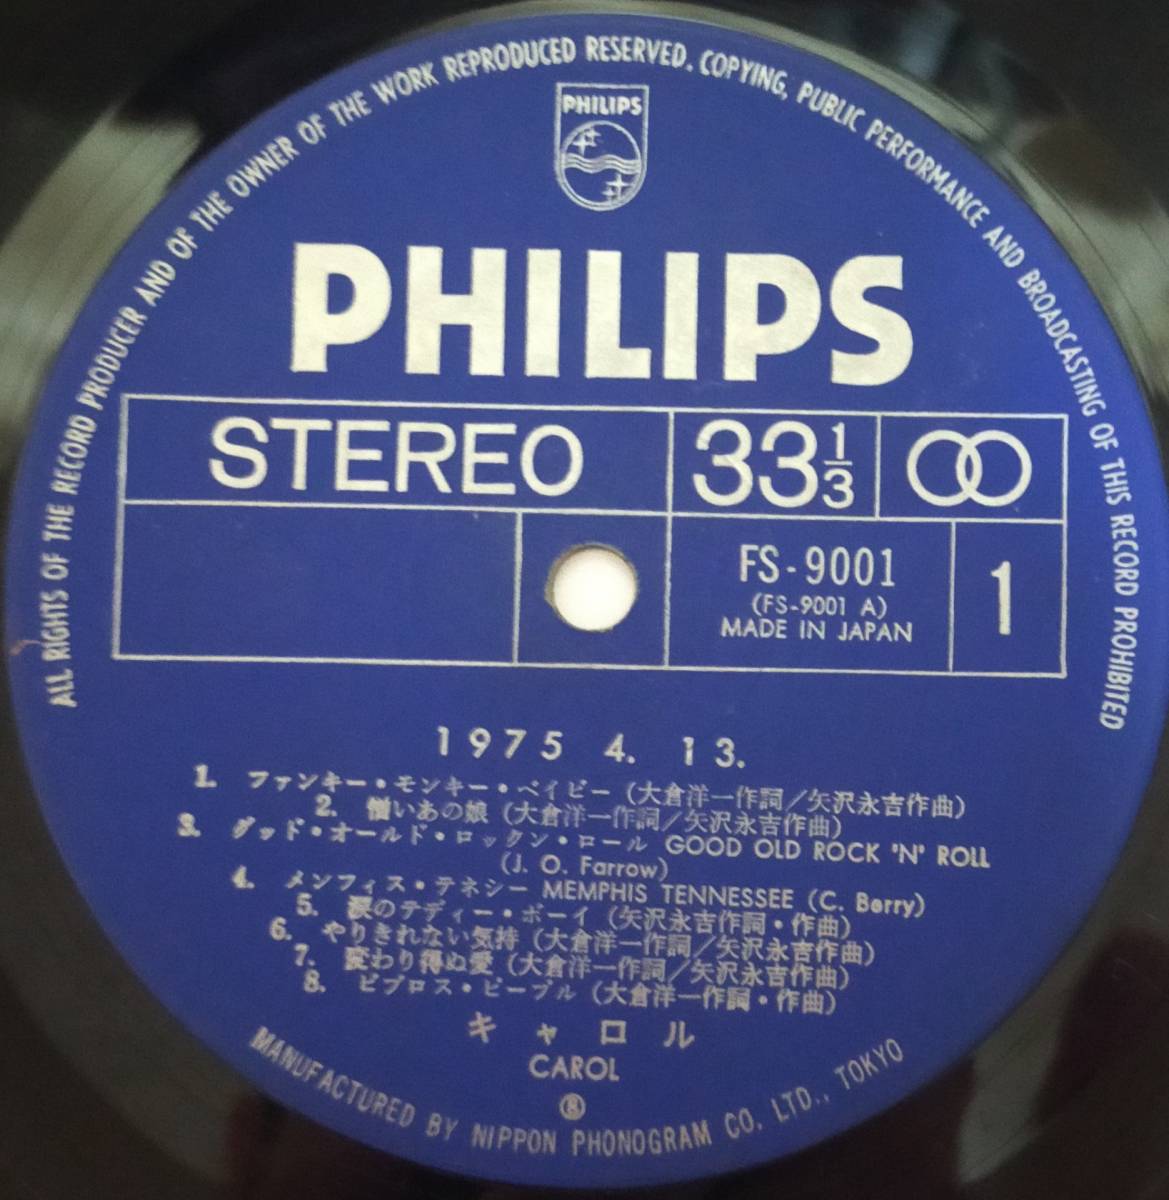 ALL RIGHTS OF THE RECORD PRODUCER AND OF THE OWNER OF THE WORK REPRODUCED RESERVED. COPYING, PUBLIC PERFORMANCE AND BROADCASTING OF THIS RECORD PROHIBITED
PHILIPS
PHILIPS
STEREO
33 1/3
FS-9001
(FS-9001 A)
MADE IN JAPAN
1
1975 4. 13.
1. ファンキー・モンキー・ベイビー (大倉洋一作詞/矢沢永吉作曲)
2. 憎いあの娘 (大倉洋一作詞/矢沢永吉作曲)
3. グッド・オールド・ロックン・ロール GOOD OLD ROCK 'N' ROLL
(J. O. Farrow)
4. メンフィス・テネシー MEMPHIS TENNESSEE (C. Berry)
5. 涙のテディー・ボーイ (矢沢永吉作詞・作曲)
6. やりきれない気持 (大倉洋一作詞/矢沢永吉作曲)
7. 変わり得ぬ愛 (大倉洋一作詞/矢沢永吉作曲)
8. ビブロス・ピープル (大倉洋一作詞・作曲)
キャロル
CAROL
MANUFACTURED BY NIPPON PHONOGRAM CO. LTD., TOKYO